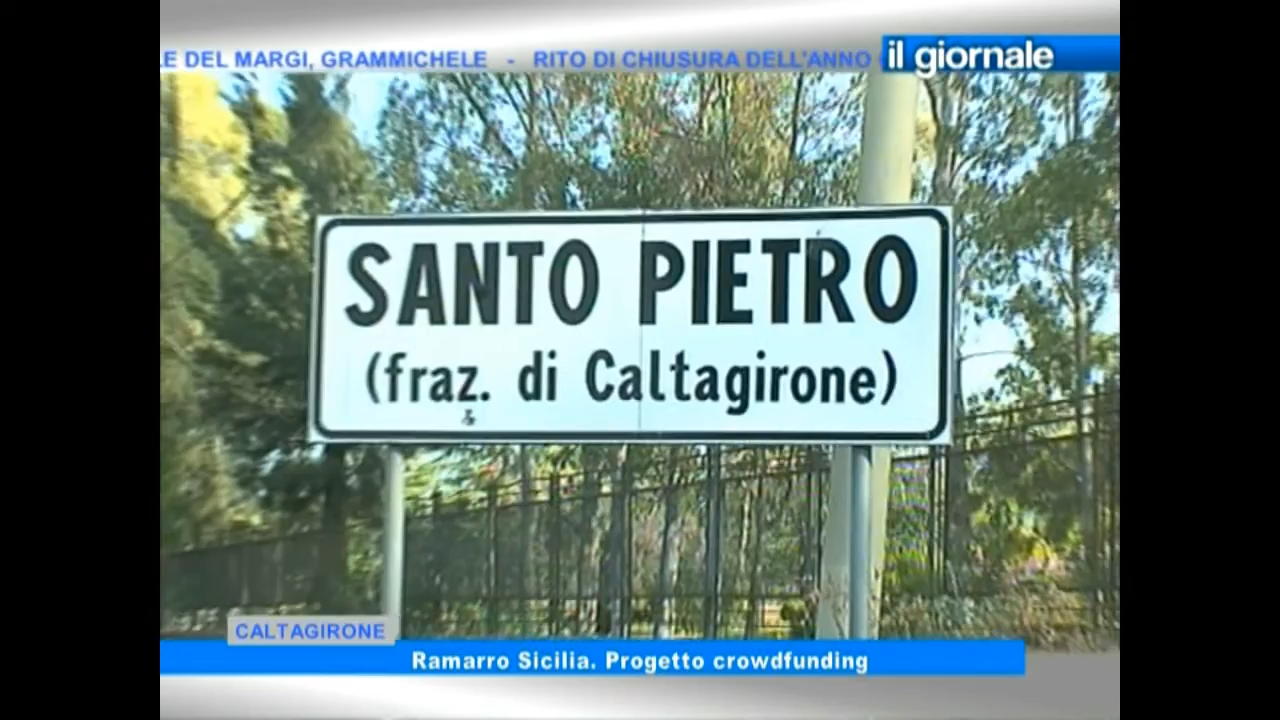 DEL MARGI, GRAMMICHELE - RITO DI CHIUSURA DELL'ANNO
il giornale
SANTO PIETRO
(fraz. di Caltagirone)
CALTAGIRONE
Ramarro Sicilia. Progetto crowdfunding